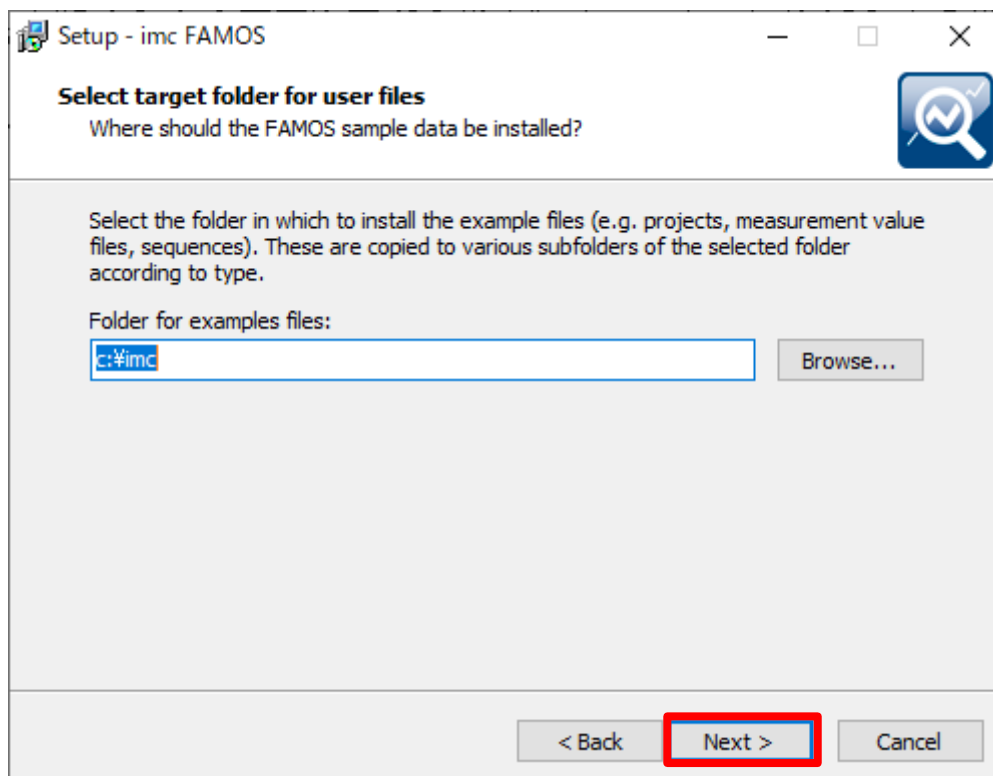 Setup - imc FAMOS
Select target folder for user files
Where should the FAMOS sample data be installed?
Select the folder in which to install the example files (e.g. projects, measurement value
files, sequences). These are copied to various subfolders of the selected folder
according to type.
Folder for examples files:
c:¥imc
Browse...
< Back
Next >
Cancel